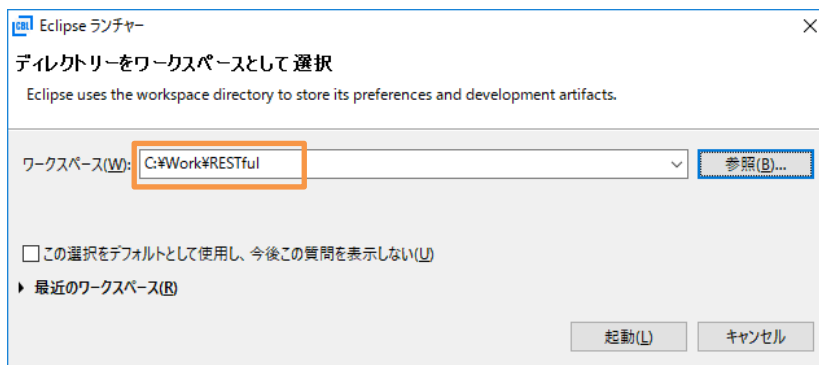 CBL Eclipse ランチャー
ディレクトリーをワークスペースとして選択
Eclipse uses the workspace directory to store its preferences and development artifacts.
ワークスペース(W): C:¥Work¥RESTful 参照(B)...
この選択をデフォルトとして使用し、今後この質問を表示しない(U)
最近のワークスペース(R)
起動(L) キャンセル